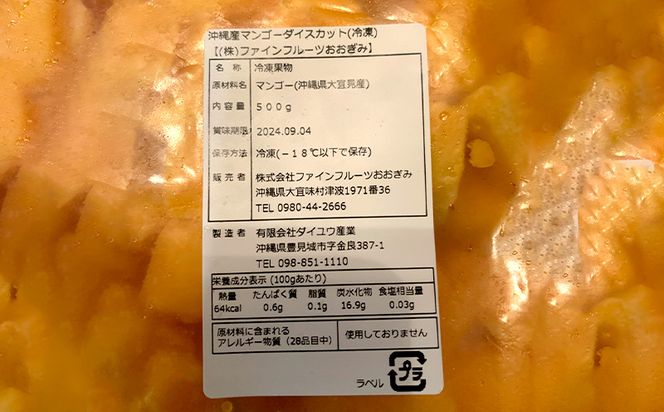 沖縄産マンゴーダイスカット(冷凍)
【(株)ファインフルーツおおぎみ】
名 称 冷凍果物
原材料名 マンゴー(沖縄県大宜見産)
内容量 500g
賞味期限 2024.09.04
保存方法 冷凍(-18℃以下で保存)
販売者 株式会社ファインフルーツおおぎみ
沖縄県大宜味村津波1971番36
TEL 0980-44-2666
製造者 有限会社ダイユウ産業
沖縄県豊見城市字金良387-1
TEL 098-851-1110
栄養成分表示 (100gあたり)
熱量 たんぱく質 脂質 炭水化物 食塩相当量
64kcal 0.6g 0.1g 16.9g 0.03g
原材料に含まれる
アレルギー物質 (28品目中) 使用しておりません
プラ
ラベル